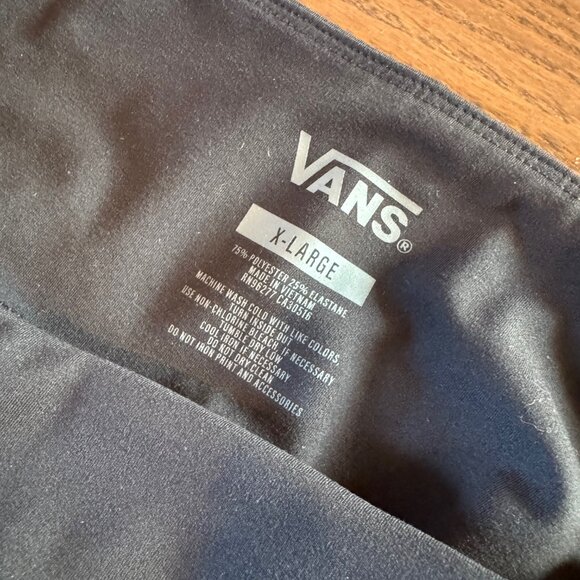 VANS®
X-LARGE
75% POLYESTER 25% ELASTANE
MADE IN VIETNAM
RN96277 CA30516
MACHINE WASH COLD WITH LIKE COLORS
TURN INSIDE OUT
USE NON-CHLORINE BLEACH IF NECESSARY
TUMBLE DRY LOW
COOL IRON IF NECESSARY
DO NOT DRY CLEAN
DO NOT IRON PRINT AND ACCESSORIES